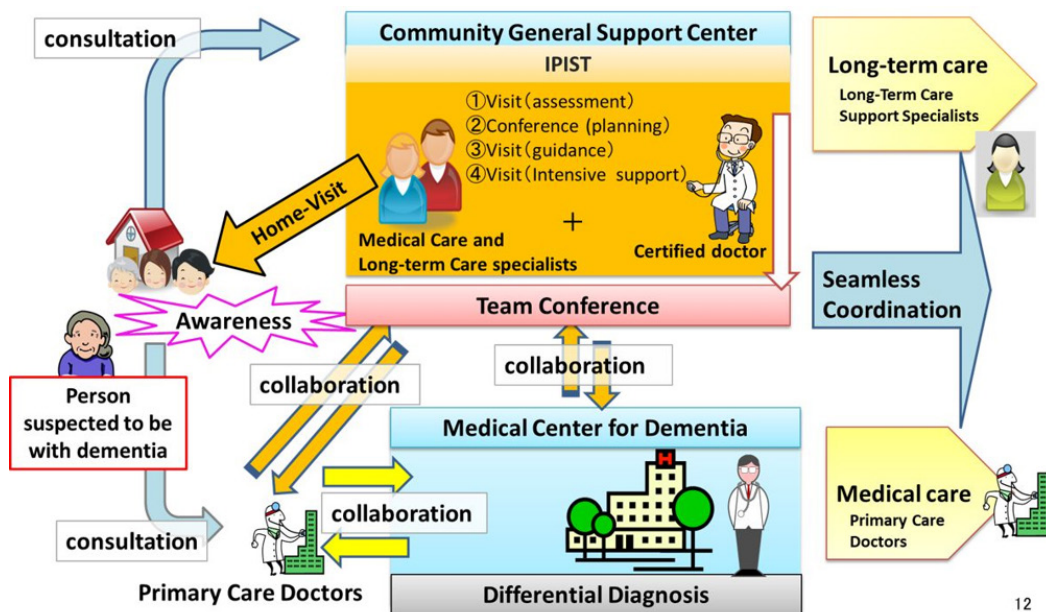 consultation
Community General Support Center
IPIST
①Visit(assessment)
②Conference (planning)
③Visit(guidance)
④Visit(Intensive support)
+
Medical Care and
Long-term Care specialists
Certified doctor
Home-Visit
Team Conference
Awareness
Person
suspected to be
with dementia
collaboration
collaboration
Medical Center for Dementia
H
Differential Diagnosis
collaboration
consultation
Primary Care Doctors
Long-term care
Long-Term Care
Support Specialists
Seamless
Coordination
Medical care
Primary Care
Doctors
12